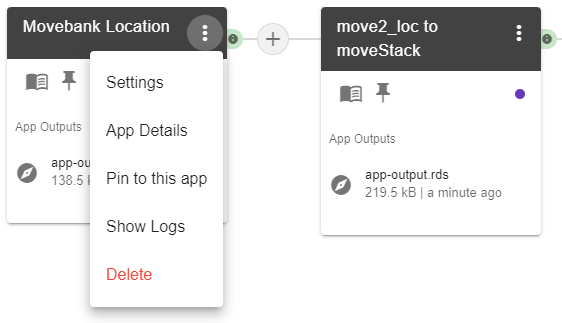 Movebank Location
Settings
App Details
Pin to this app
Show Logs
Delete
App Outputs
app-ou
138.5
move2_loc to
moveStack
App Outputs
app-output.rds
219.5 kB | a minute ago